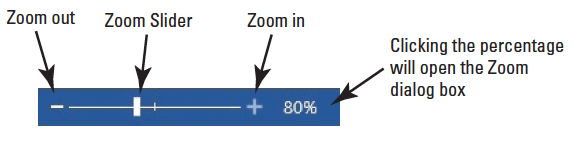 Zoom out
Zoom Slider
Zoom in
Clicking the percentage
will open the Zoom
dialog box
80%